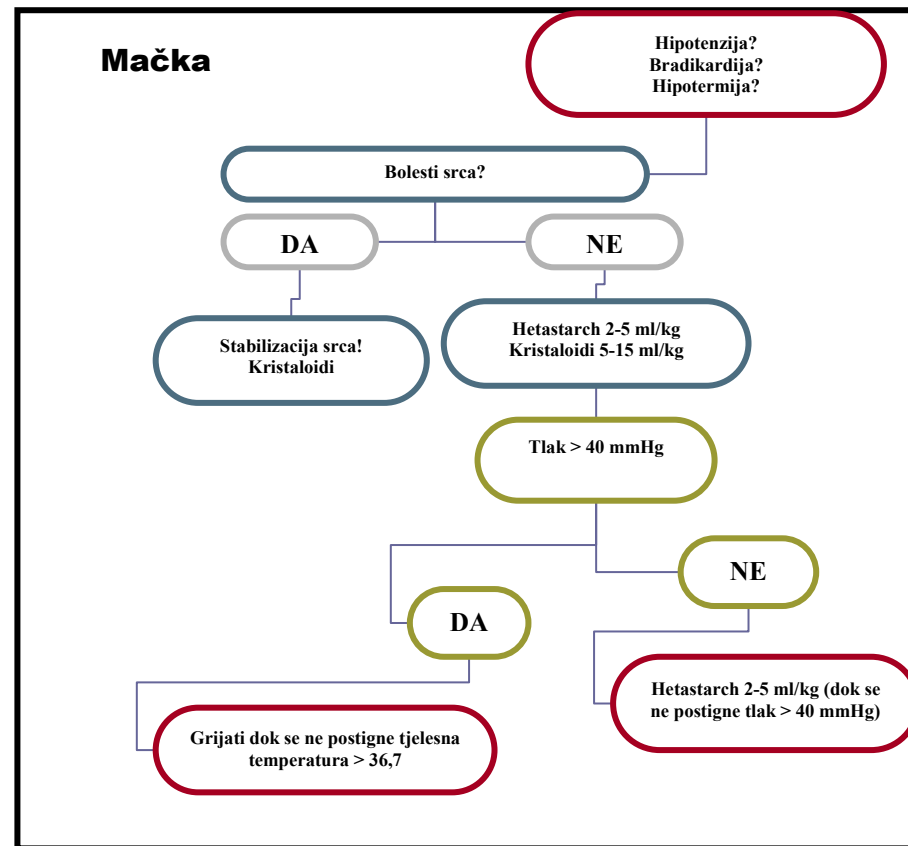 Mačka
Hipotenzija?
Bradikardija?
Hipotermija?
Bolesti srca?
DA
NE
Stabilizacija srca!
Kristaloidi
Hetastarch 2-5 ml/kg
Kristaloidi 5-15 ml/kg
Tlak > 40 mmHg
DA
NE
Grijati dok se ne postigne tjelesna
temperatura > 36,7
Hetastarch 2-5 ml/kg (dok se
ne postigne tlak > 40 mmHg)